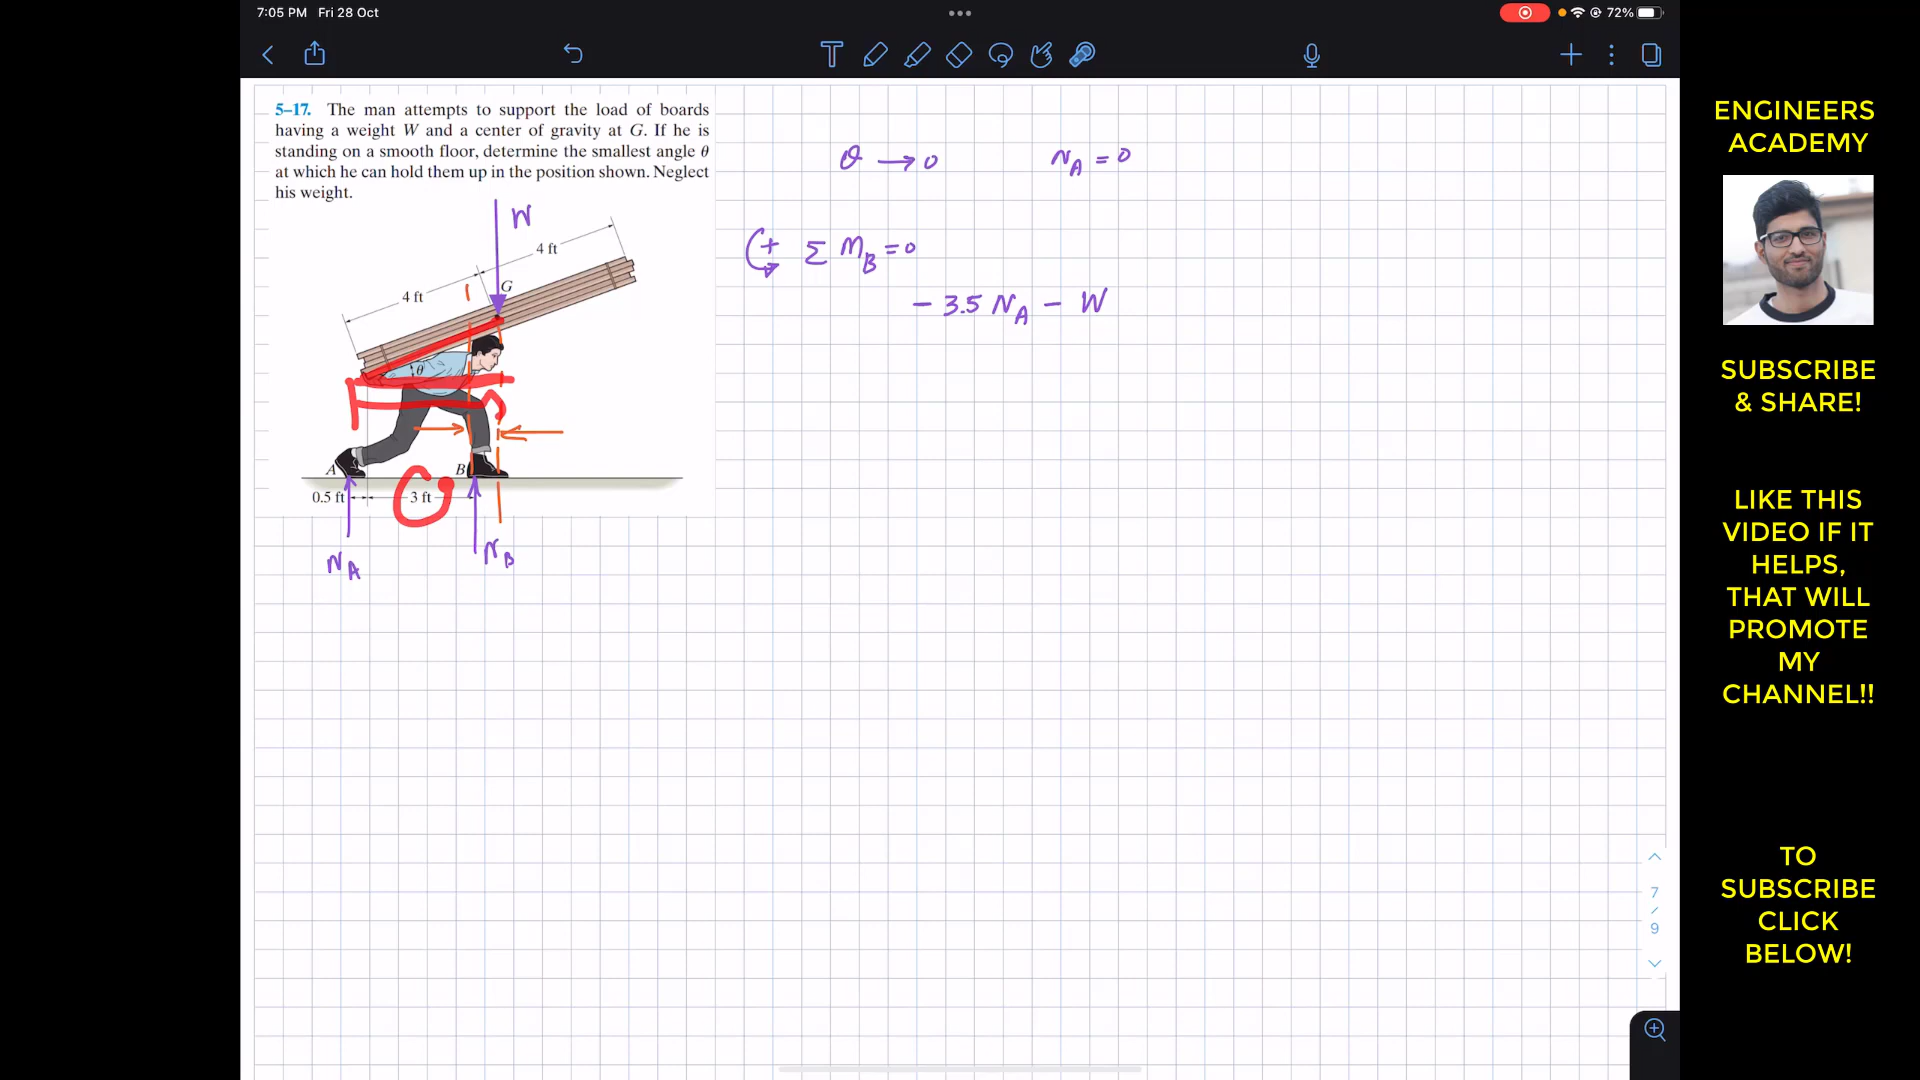 7:05 PM Fri 28 Oct
72%
5–17. The man attempts to support the load of boards
having a weight W and a center of gravity at G. If he is
standing on a smooth floor, determine the smallest angle θ
at which he can hold them up in the position shown. Neglect
his weight.
W
4 ft
G
4 ft
θ
A
B
0.5 ft
3 ft
N_A
N_B
θ → 0 N_A = 0
(+ Σ M_B = 0
− 3.5 N_A − W
ENGINEERS
ACADEMY
SUBSCRIBE
& SHARE!
LIKE THIS
VIDEO IF IT
HELPS,
THAT WILL
PROMOTE
MY
CHANNEL!!
TO
SUBSCRIBE
CLICK
BELOW!
7
/
9